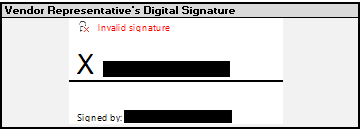 Vendor Representative's Digital Signature
Invalid signature
X
Signed by: